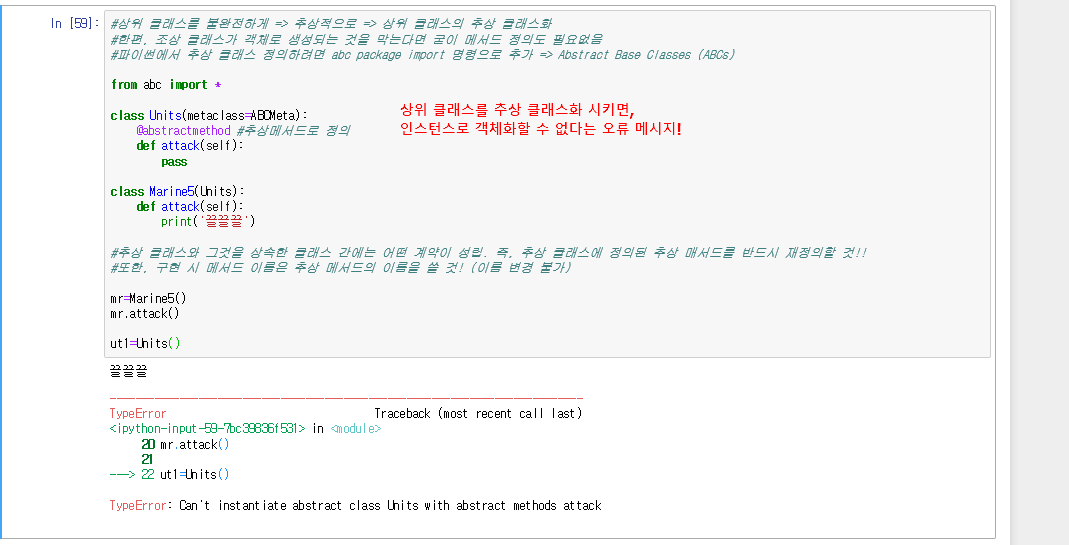 In [59]:
#상위 클래스를 불완전하게 => 추상적으로 => 상위 클래스의 추상 클래스화
#한편, 조상 클래스가 객체로 생성되는 것을 막는다면 굳이 메서드 정의도 필요없음
#파이썬에서 추상 클래스 정의하려면 abc package import 명령으로 추가 => Abstract Base Classes (ABCs)
from abc import *
class Units(metaclass=ABCMeta):
@abstractmethod #추상메서드로 정의
def attack(self):
pass
상위 클래스를 추상 클래스화 시키면,
인스턴스로 객체화할 수 없다는 오류 메시지!
class Marine5(Units):
def attack(self):
print('끌끌끌')
#추상 클래스와 그것을 상속한 클래스 간에는 어떤 계약이 성립. 즉, 추상 클래스에 정의된 추상 매서드를 반드시 재정의할 것!!
#또한, 구현 시 메서드 이름은 추상 메서드의 이름을 쓸 것! (이름 변경 불가)
mr=Marine5()
mr.attack()
ut1=Units()
끌끌끌
---------------------------------------------------------------------------
TypeError Traceback (most recent call last)
<ipython-input-59-7bc39836f531> in <module>
20 mr.attack()
21
---> 22 ut1=Units()
TypeError: Can't instantiate abstract class Units with abstract methods attack